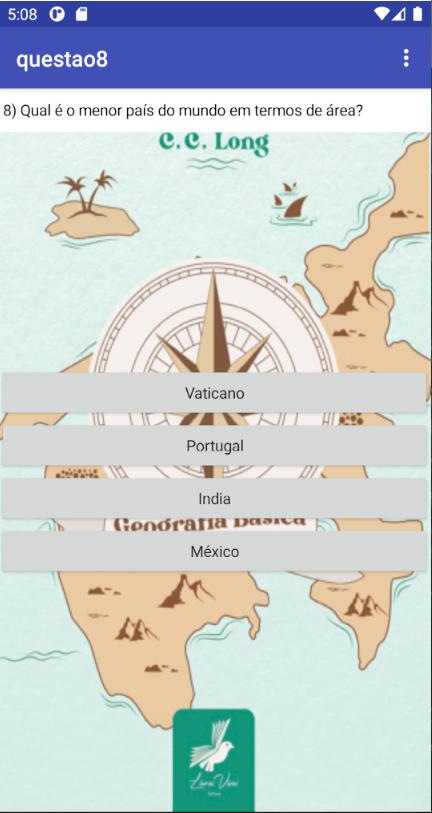 5:08
questao8
8) Qual é o menor país do mundo em termos de área?
C.C. Long
Vaticano
Portugal
India
Geografia Básica
México
Livros Vivos